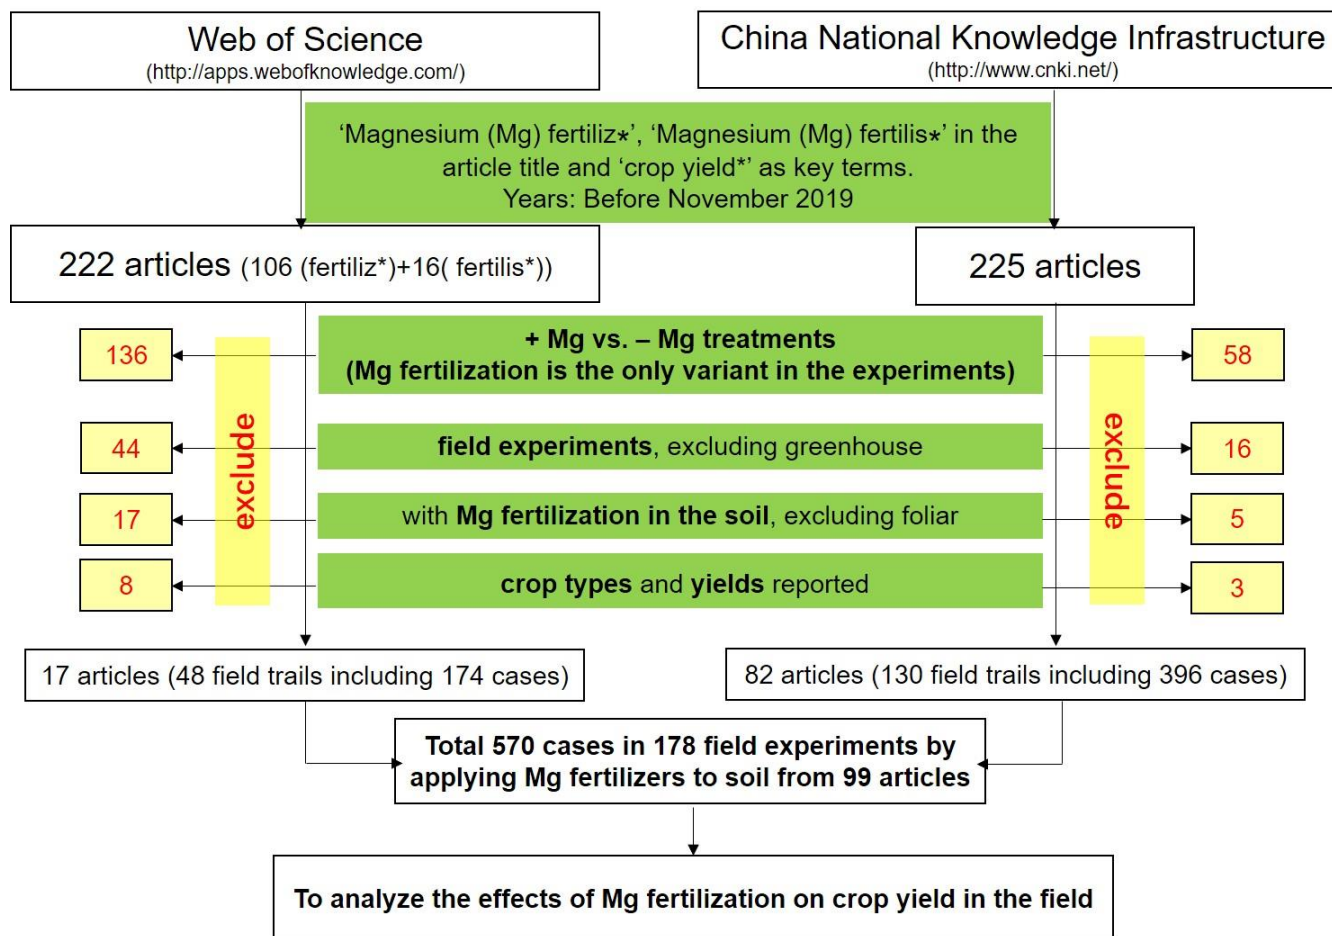 Web of Science
(http://apps.webofknowledge.com/)
China National Knowledge Infrastructure
(http://www.cnki.net/)
‘Magnesium (Mg) fertiliz*’, ‘Magnesium (Mg) fertilis*’ in the
article title and ‘crop yield*’ as key terms.
Years: Before November 2019
222 articles (106 (fertiliz*)+16( fertilis*))
225 articles
+ Mg vs. – Mg treatments
(Mg fertilization is the only variant in the experiments)
136
58
exclude
exclude
field experiments, excluding greenhouse
44
16
with Mg fertilization in the soil, excluding foliar
17
5
crop types and yields reported
8
3
17 articles (48 field trails including 174 cases)
82 articles (130 field trails including 396 cases)
Total 570 cases in 178 field experiments by
applying Mg fertilizers to soil from 99 articles
To analyze the effects of Mg fertilization on crop yield in the field